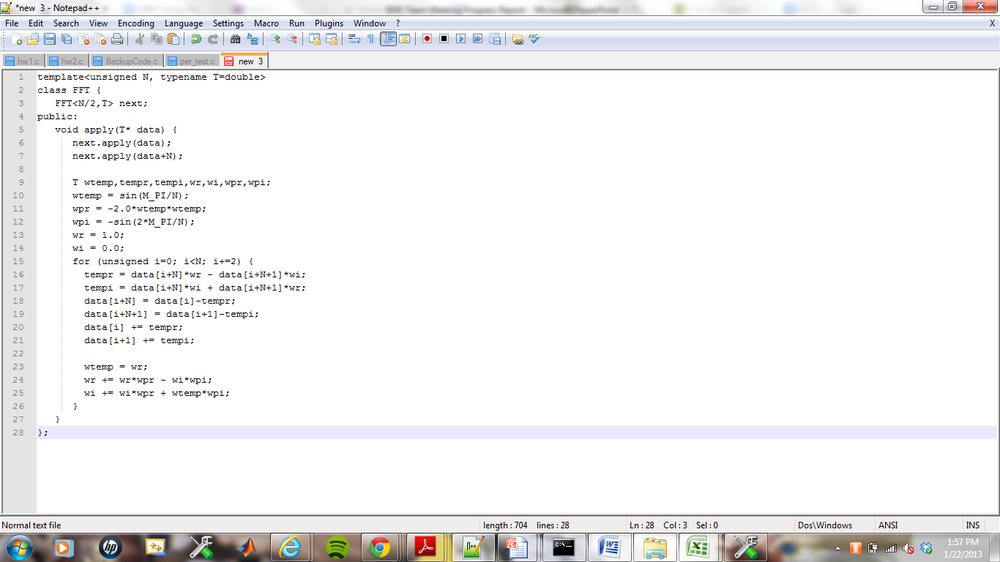 *new 3 - Notepad++
File Edit Search View Encoding Language Settings Macro Run Plugins Window ? X
hw1.c hw2.c BackupCode.c per_test.c new 3
1 template<unsigned N, typename T=double>
2 class FFT {
3    FFT<N/2,T> next;
4 public:
5    void apply(T* data) {
6       next.apply(data);
7       next.apply(data+N);
8
9       T wtemp,tempr,tempi,wr,wi,wpr,wpi;
10       wtemp = sin(M_PI/N);
11       wpr = -2.0*wtemp*wtemp;
12       wpi = -sin(2*M_PI/N);
13       wr = 1.0;
14       wi = 0.0;
15       for (unsigned i=0; i<N; i+=2) {
16         tempr = data[i+N]*wr - data[i+N+1]*wi;
17         tempi = data[i+N]*wi + data[i+N+1]*wr;
18         data[i+N] = data[i]-tempr;
19         data[i+N+1] = data[i+1]-tempi;
20         data[i] += tempr;
21         data[i+1] += tempi;
22
23         wtemp = wr;
24         wr += wr*wpr - wi*wpi;
25         wi += wi*wpr + wtemp*wpi;
26       }
27    }
28 };
Normal text file length : 704 lines : 28 Ln : 28 Col : 3 Sel : 0 Dos\Windows ANSI INS
1:57 PM
1/22/2013